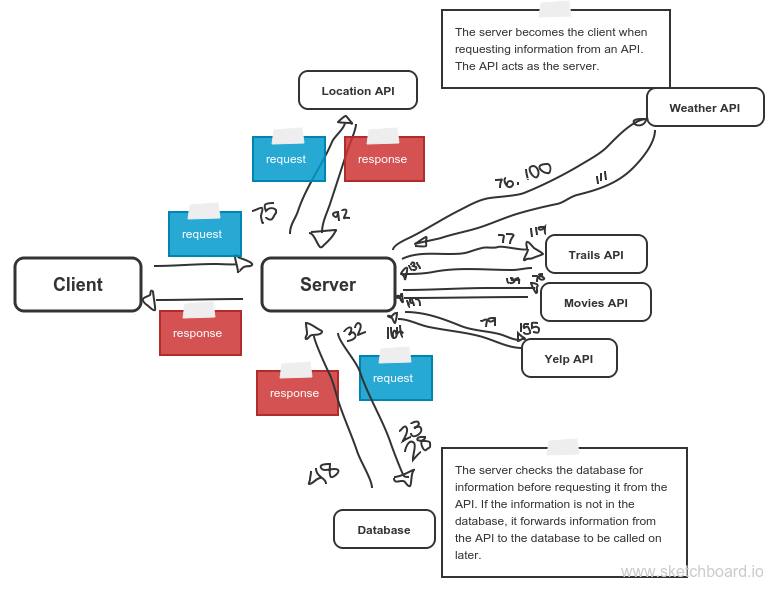 The server becomes the client when
requesting information from an API.
The API acts as the server.
Location API
Weather API
request
response
76. 100
111
75
92
request
77
119
Trails API
Client
Server
131
134
78
Movies API
147
response
32
164
79
155
Yelp API
response
request
23
28
48
The server checks the database for
information before requesting it from the
API. If the information is not in the
database, it forwards information from
the API to the database to be called on
later.
Database
www.sketchboard.io